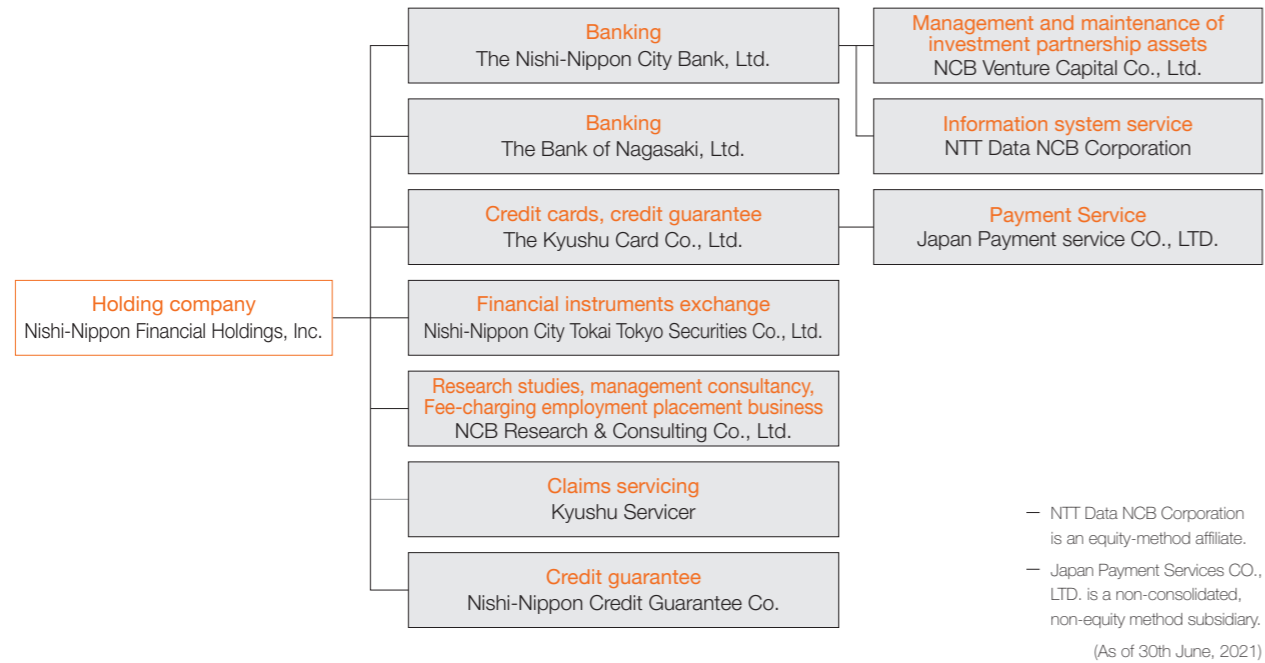 Holding company
Nishi-Nippon Financial Holdings, Inc.
Banking
The Nishi-Nippon City Bank, Ltd.
Management and maintenance of
investment partnership assets
NCB Venture Capital Co., Ltd.
Information system service
NTT Data NCB Corporation
Banking
The Bank of Nagasaki, Ltd.
Credit cards, credit guarantee
The Kyushu Card Co., Ltd.
Payment Service
Japan Payment service CO., LTD.
Financial instruments exchange
Nishi-Nippon City Tokai Tokyo Securities Co., Ltd.
Research studies, management consultancy,
Fee-charging employment placement business
NCB Research & Consulting Co., Ltd.
Claims servicing
Kyushu Servicer
Credit guarantee
Nishi-Nippon Credit Guarantee Co.
— NTT Data NCB Corporation
is an equity-method affiliate.
— Japan Payment Services CO.,
LTD. is a non-consolidated,
non-equity method subsidiary.
(As of 30th June, 2021)